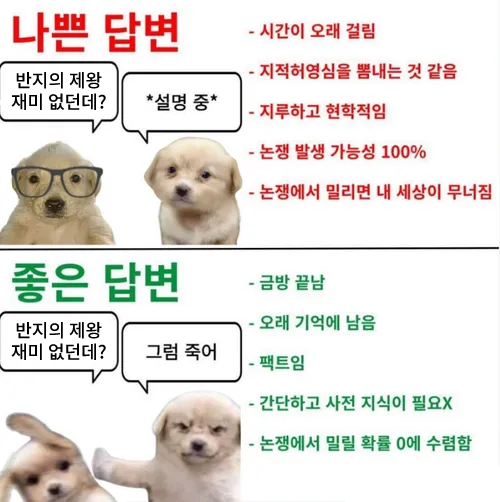 나쁜 답변
- 시간이 오래 걸림
- 지적허영심을 뽐내는 것 같음
- 지루하고 현학적임
- 논쟁 발생 가능성 100%
- 논쟁에서 밀리면 내 세상이 무너짐
반지의 제왕
재미 없던데?
*설명 중*
좋은 답변
- 금방 끝남
- 오래 기억에 남음
- 팩트임
- 간단하고 사전 지식이 필요X
- 논쟁에서 밀릴 확률 0에 수렴함
반지의 제왕
재미 없던데?
그럼 죽어